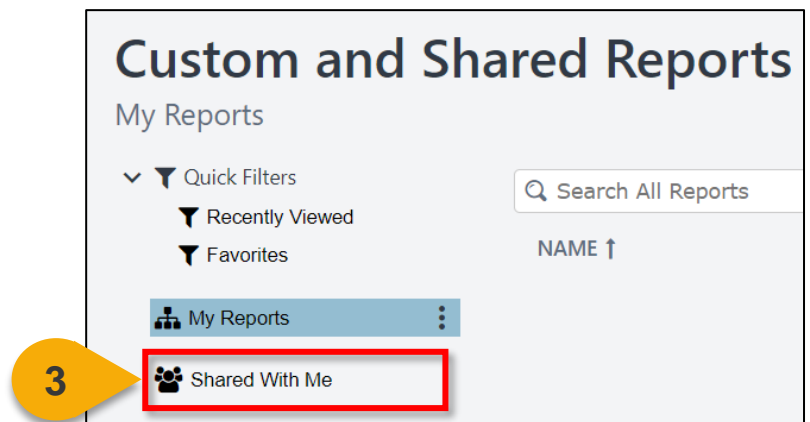 Custom and Shared Reports
My Reports
Quick Filters
Recently Viewed
Favorites
Search All Reports
NAME ↑
My Reports
3
Shared With Me